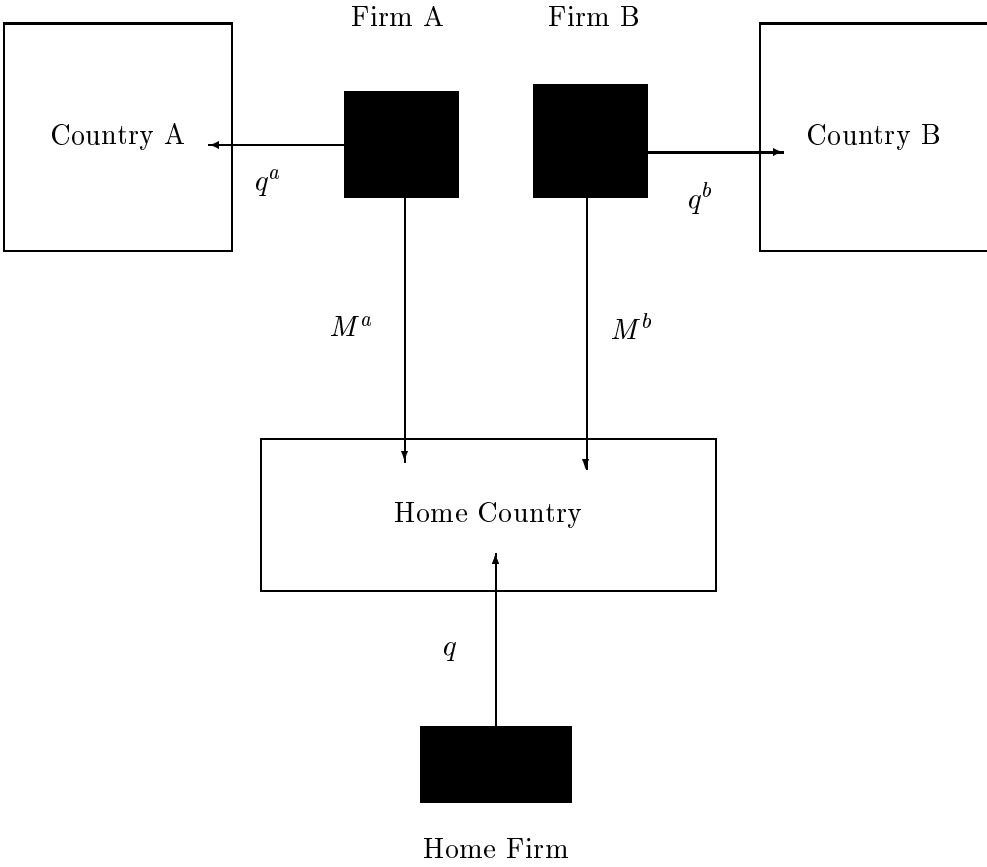 Firm A
Firm B
Country A
Country B
q^a
q^b
M^a
M^b
Home Country
q
Home Firm